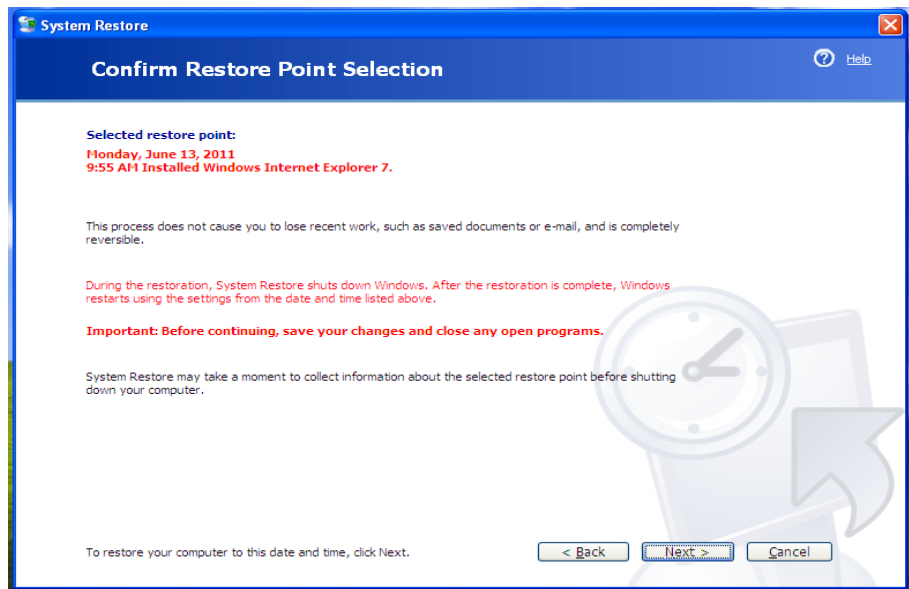 System Restore
Confirm Restore Point Selection
Help
Selected restore point:
Monday, June 13, 2011
9:55 AM Installed Windows Internet Explorer 7.
This process does not cause you to lose recent work, such as saved documents or e-mail, and is completely
reversible.
During the restoration, System Restore shuts down Windows. After the restoration is complete, Windows
restarts using the settings from the date and time listed above.
Important: Before continuing, save your changes and close any open programs.
System Restore may take a moment to collect information about the selected restore point before shutting
down your computer.
To restore your computer to this date and time, click Next.
< Back Next > Cancel